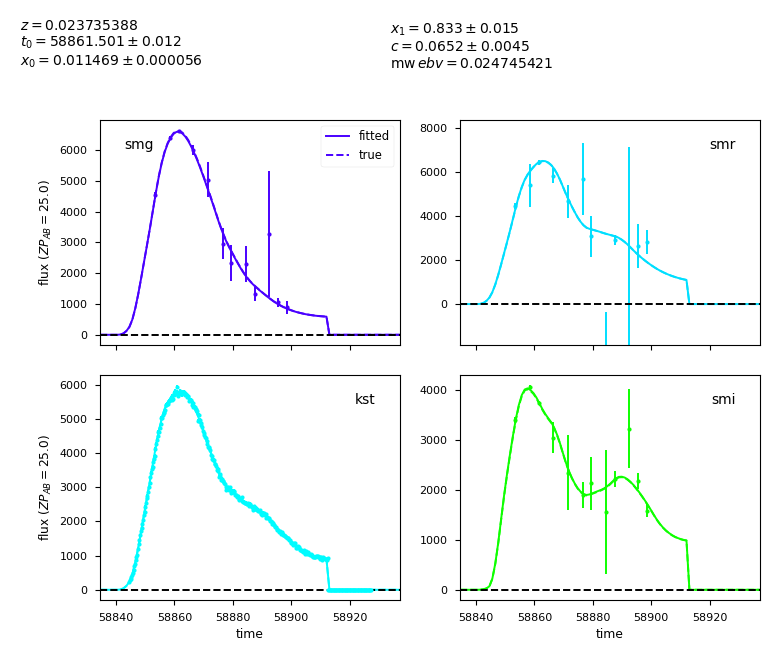 z = 0.023735388
t₀ = 58861.501 ± 0.012
x₀ = 0.011469 ± 0.000056
x₁ = 0.833 ± 0.015
c = 0.0652 ± 0.0045
mw ebv = 0.024745421
smg
fitted
true
flux (ZP_AB = 25.0)
6000
5000
4000
3000
2000
1000
0
smr
8000
6000
4000
2000
0
kst
flux (ZP_AB = 25.0)
6000
5000
4000
3000
2000
1000
0
58840 58860 58880 58900 58920
time
smi
4000
3000
2000
1000
0
58840 58860 58880 58900 58920
time